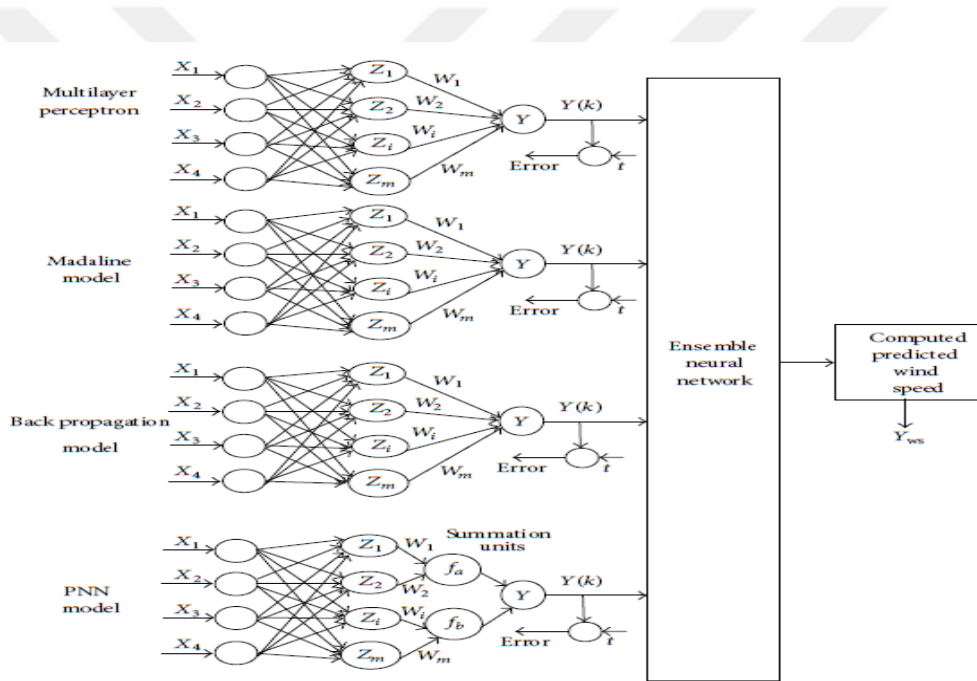 Multilayer
perceptron
X1
X2
X3
X4
Z1
Z2
Zi
Zm
W1
W2
Wi
Wm
Y
Y(k)
Error
t
Madaline
model
X1
X2
X3
X4
Z1
Z2
Zi
Zm
W1
W2
Wi
Wm
Y
Y(k)
Error
t
Back propagation
model
X1
X2
X3
X4
Z1
Z2
Zi
Zm
W1
W2
Wi
Wm
Y
Y(k)
Error
t
PNN
model
X1
X2
X3
X4
Z1
Z2
Zi
Zm
W1
W2
Wi
Wm
Summation
units
fa
fb
Y
Y(k)
Error
t
Ensemble
neural
network
Computed
predicted
wind
speed
Yws